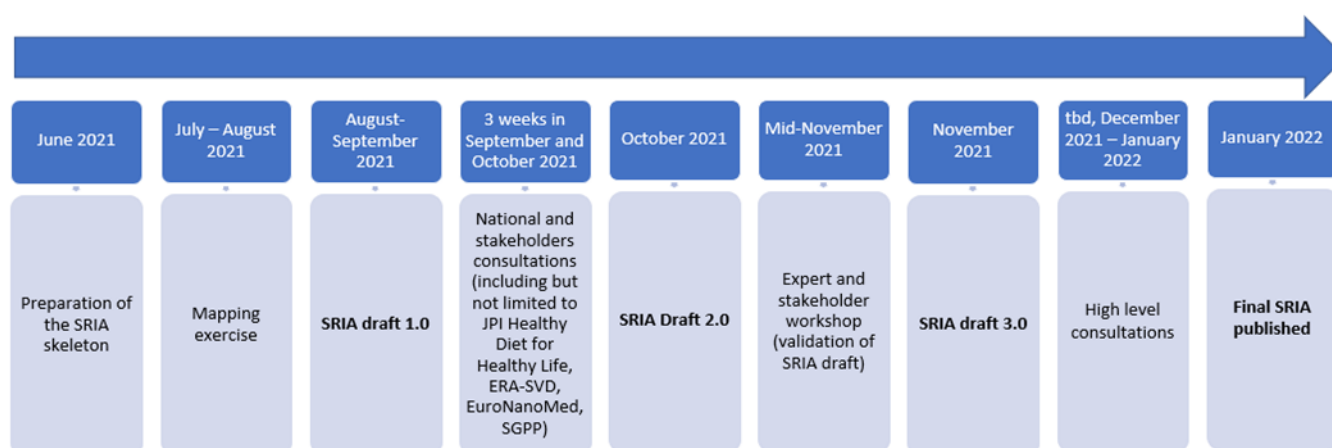 June 2021
July – August
2021
August-
September
2021
3 weeks in
September and
October 2021
October 2021
Mid-November
2021
November
2021
tbd, December
2021 – January
2022
January 2022
Preparation of
the SRIA
skeleton
Mapping
exercise
SRIA draft 1.0
National and
stakeholders
consultations
(including but
not limited to
JPI Healthy
Diet for
Healthy Life,
ERA-SVD,
EuroNanoMed,
SGPP)
SRIA Draft 2.0
Expert and
stakeholder
workshop
(validation of
SRIA draft)
SRIA draft 3.0
High level
consultations
Final SRIA
published